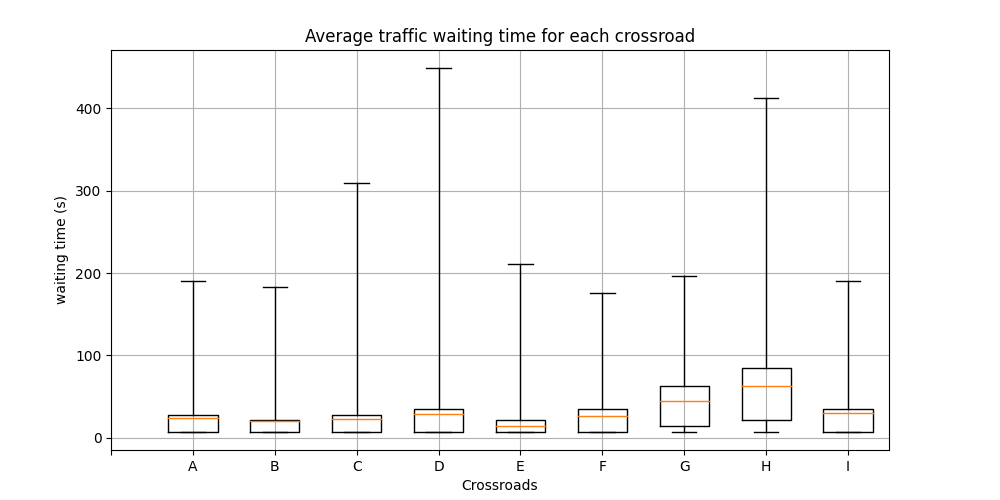 Average traffic waiting time for each crossroad
waiting time (s)
400
300
200
100
0
A B C D E F G H I
Crossroads